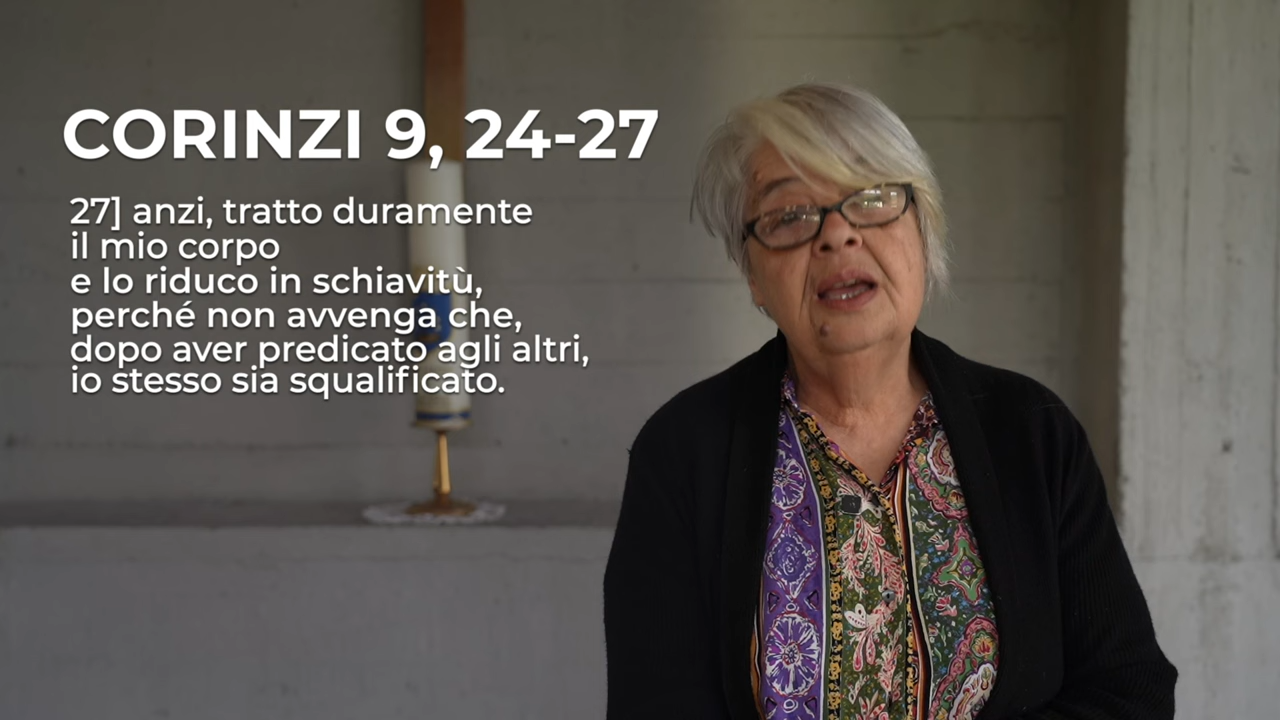 CORINZI 9, 24-27
27] anzi, tratto duramente
il mio corpo
e lo riduco in schiavitù,
perché non avvenga che,
dopo aver predicato agli altri,
io stesso sia squalificato.